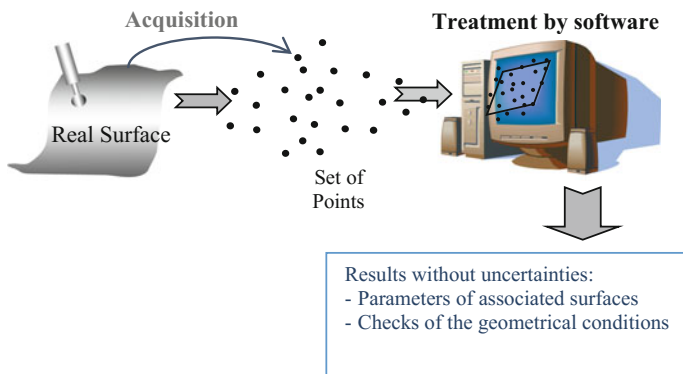 Acquisition
Treatment by software
Real Surface
Set of
Points
Results without uncertainties:
- Parameters of associated surfaces
- Checks of the geometrical conditions